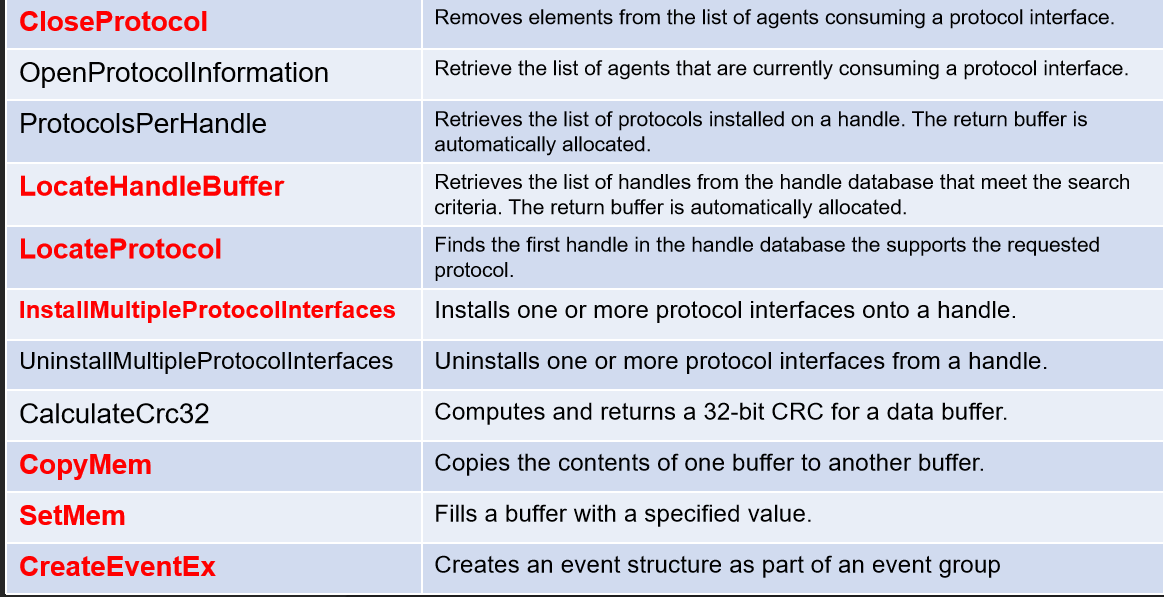 CloseProtocol
Removes elements from the list of agents consuming a protocol interface.
OpenProtocolInformation
Retrieve the list of agents that are currently consuming a protocol interface.
ProtocolsPerHandle
Retrieves the list of protocols installed on a handle. The return buffer is
automatically allocated.
LocateHandleBuffer
Retrieves the list of handles from the handle database that meet the search
criteria. The return buffer is automatically allocated.
LocateProtocol
Finds the first handle in the handle database the supports the requested
protocol.
InstallMultipleProtocolInterfaces
Installs one or more protocol interfaces onto a handle.
UninstallMultipleProtocolInterfaces
Uninstalls one or more protocol interfaces from a handle.
CalculateCrc32
Computes and returns a 32-bit CRC for a data buffer.
CopyMem
Copies the contents of one buffer to another buffer.
SetMem
Fills a buffer with a specified value.
CreateEventEx
Creates an event structure as part of an event group